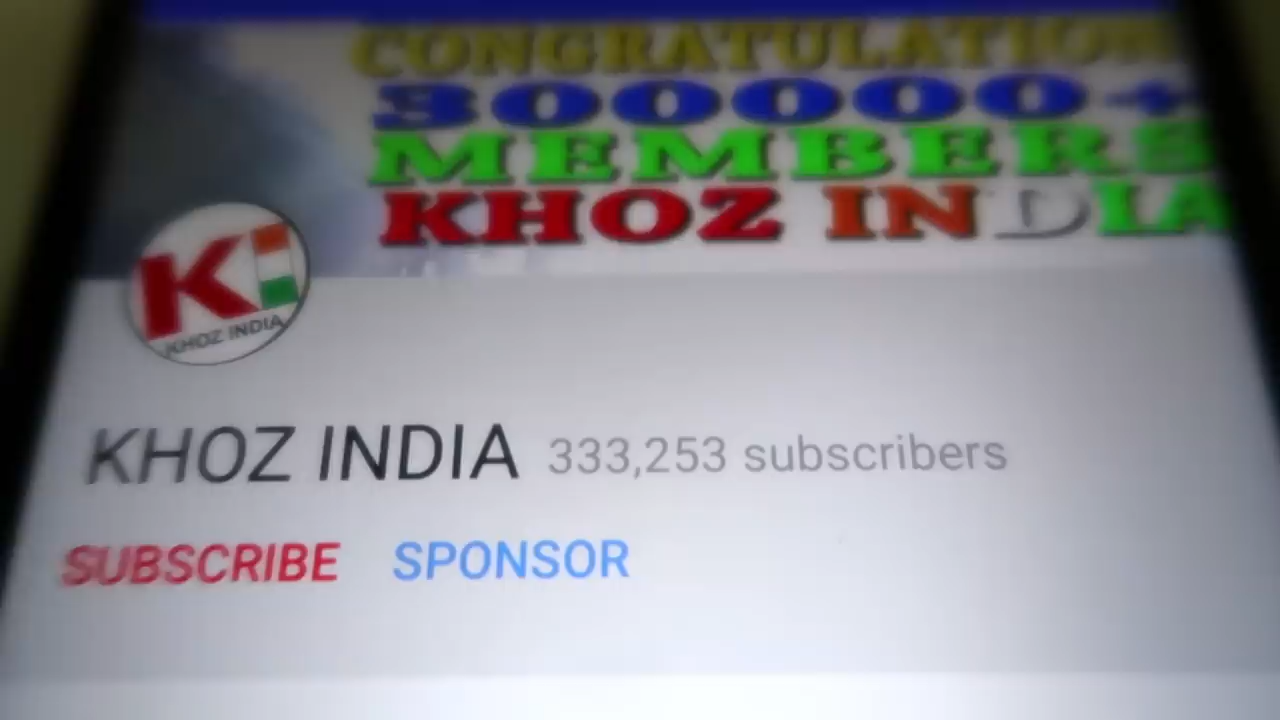 CONGRATULATION
300000+
MEMBERS
KHOZ INDIA
K
KHOZ INDIA
KHOZ INDIA 333,253 subscribers
SUBSCRIBE SPONSOR